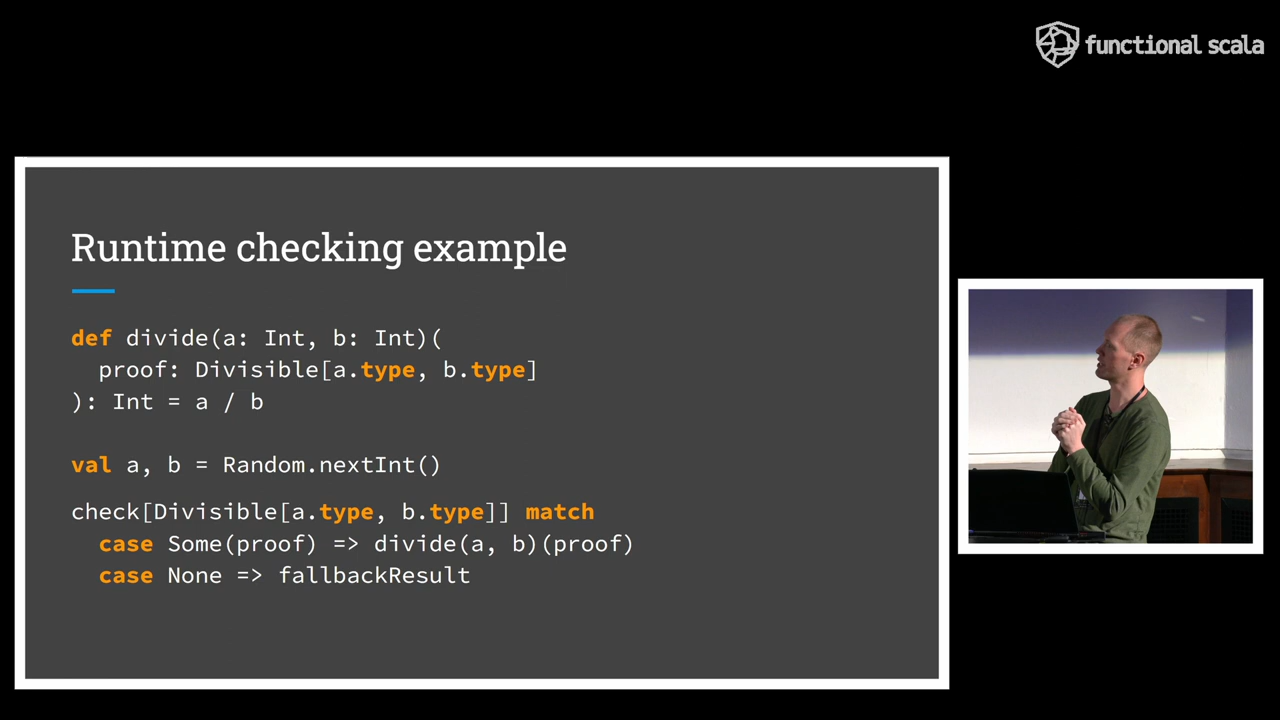 functional scala
Runtime checking example
def divide(a: Int, b: Int)(
  proof: Divisible[a.type, b.type]
): Int = a / b
val a, b = Random.nextInt()
check[Divisible[a.type, b.type]] match
  case Some(proof) => divide(a, b)(proof)
  case None => fallbackResult